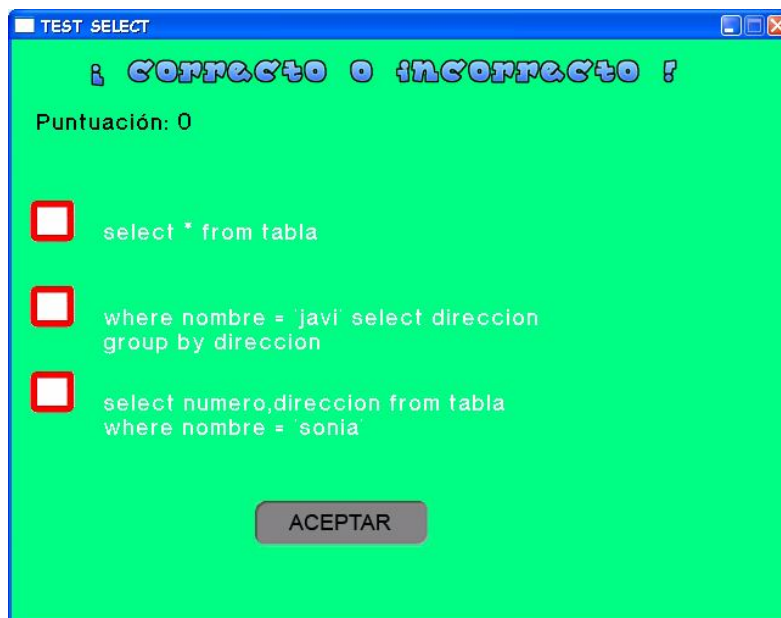 TEST SELECT
¡ correcto o incorrecto !
Puntuación: 0
select * from tabla
where nombre = 'javi' select direccion
group by direccion
select numero,direccion from tabla
where nombre = 'sonia'
ACEPTAR